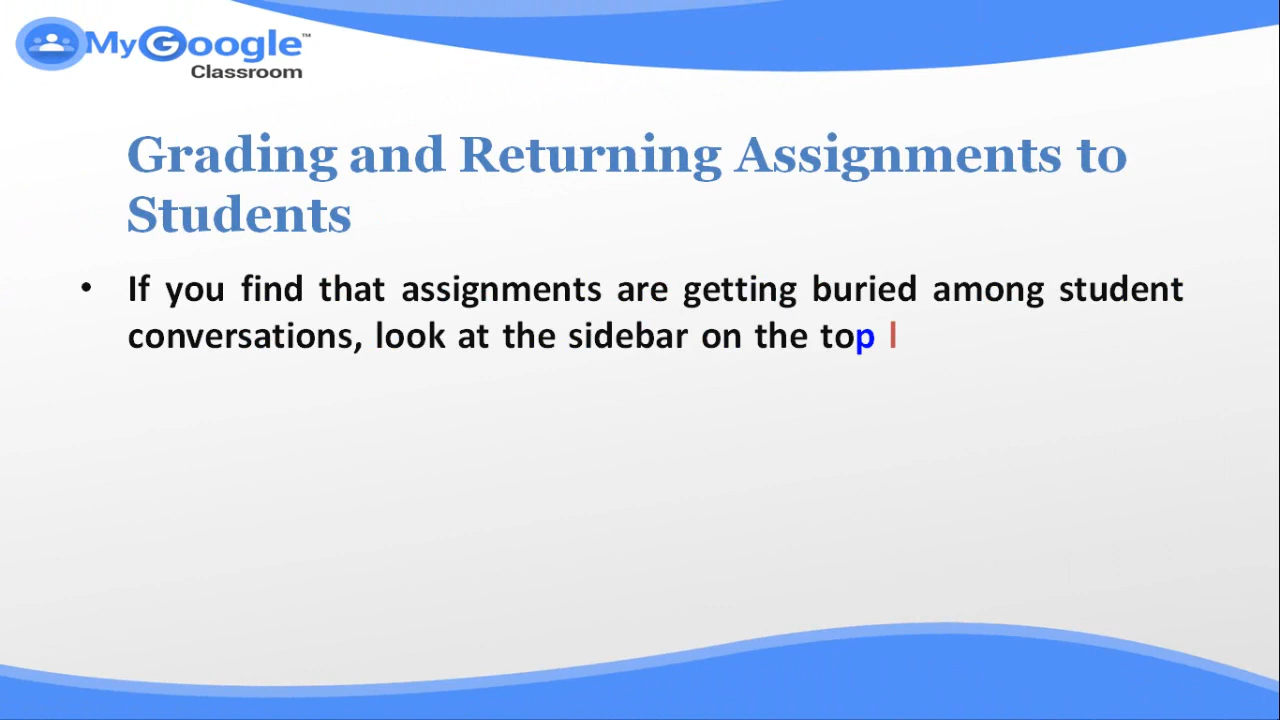 MyGoogle™
Classroom
Grading and Returning Assignments to
Students
• If you find that assignments are getting buried among student
conversations, look at the sidebar on the top l